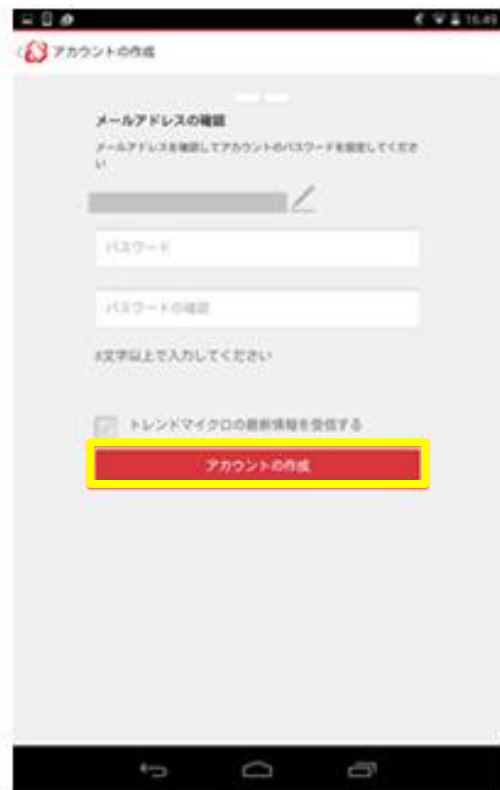 16:49
アカウントの作成
メールアドレスの確認
メールアドレスを確認してアカウントのパスワードを設定してくださ
い
パスワード
パスワードの確認
8文字以上で入力してください
トレンドマイクロの最新情報を受信する
アカウントの作成